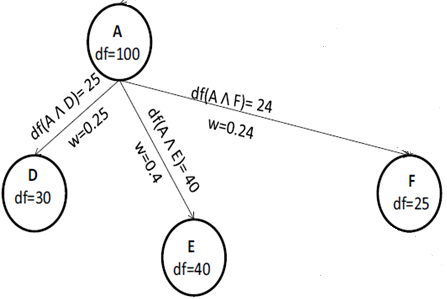 A
df=100
df(A Λ D)= 25
w=0.25
df(A Λ E)= 40
w=0.4
df(A Λ F)= 24
w=0.24
D
df=30
E
df=40
F
df=25